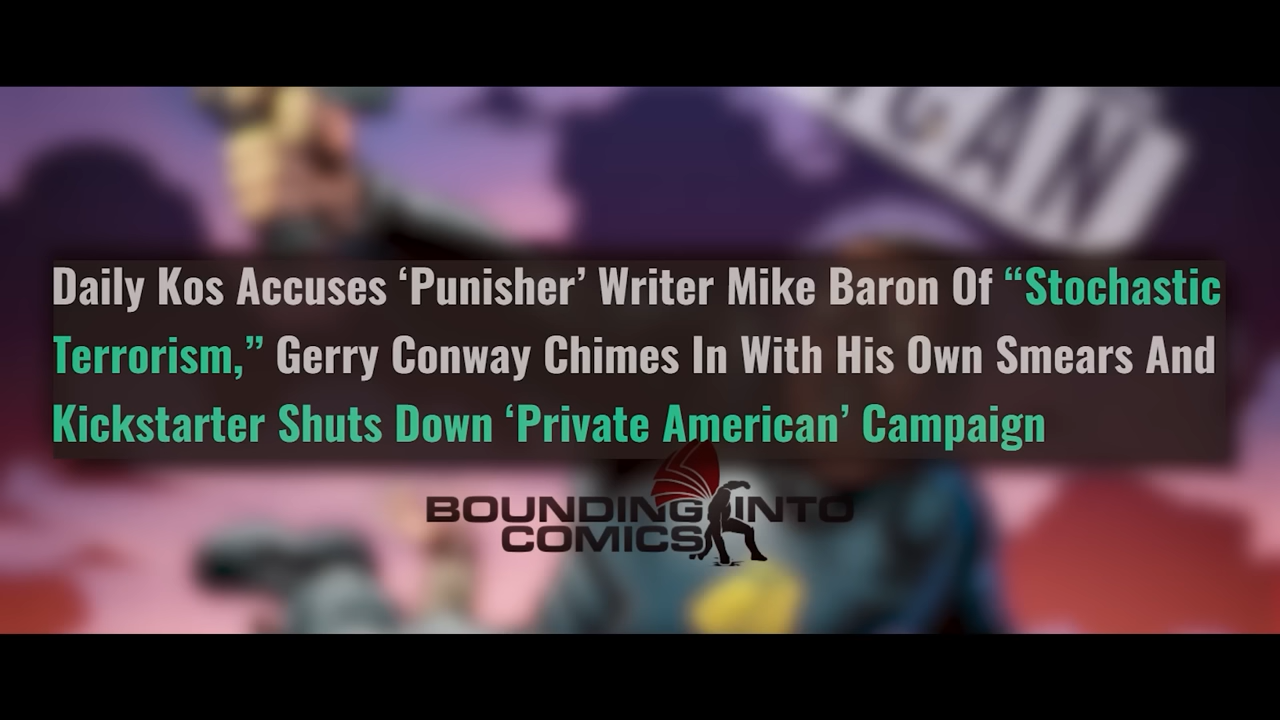 Daily Kos Accuses ‘Punisher’ Writer Mike Baron Of “Stochastic
Terrorism,” Gerry Conway Chimes In With His Own Smears And
Kickstarter Shuts Down ‘Private American’ Campaign
BOUNDING INTO
COMICS